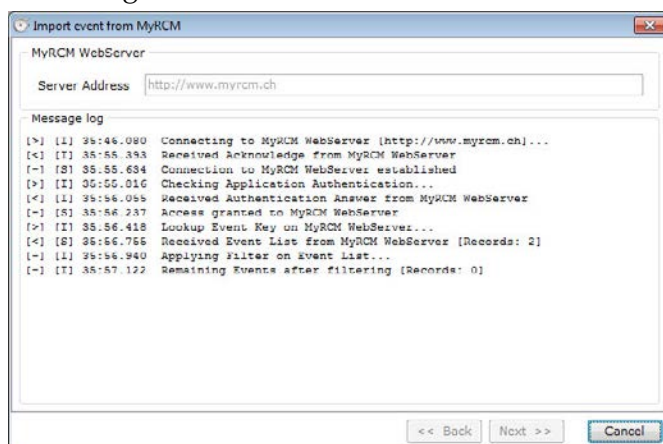 Import event from MyRCM
MyRCM WebServer
Server Address http://www.myrcm.ch
Message log
[>] [I] 35:46.080 Connecting to MyRCM WebServer [http://www.myrcm.ch]...
[<] [I] 35:55.393 Received Acknowledge from MyRCM WebServer
[-] [S] 35:55.634 Connection to MyRCM WebServer established
[>] [I] 35:55.816 Checking Application Authentication...
[<] [I] 35:56.055 Received Authentication Answer from MyRCM WebServer
[-] [S] 35:56.237 Access granted to MyRCM WebServer
[>] [I] 35:56.418 Lookup Event Key on MyRCM WebServer...
[<] [S] 35:56.766 Received Event List from MyRCM WebServer [Records: 2]
[-] [I] 35:56.940 Applying Filter on Event List...
[-] [I] 35:57.122 Remaining Events after filtering [Records: 0]
<< Back Next >> Cancel